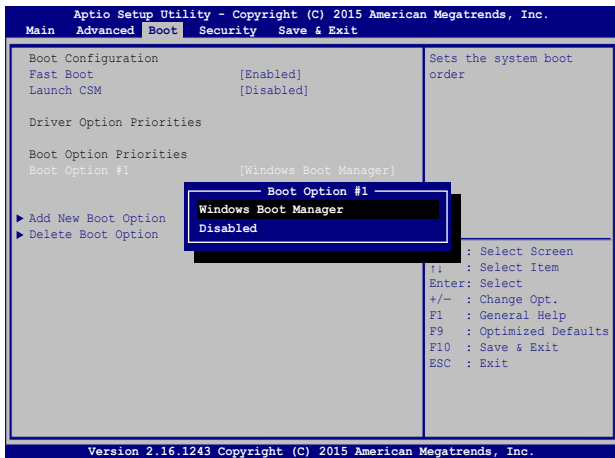 Aptio Setup Utility - Copyright (C) 2015 American Megatrends, Inc.
Main Advanced Boot Security Save & Exit
Boot Configuration
Fast Boot [Enabled]
Launch CSM [Disabled]
Driver Option Priorities
Boot Option Priorities
Boot Option #1 [Windows Boot Manager]
Add New Boot Option
Delete Boot Option
Boot Option #1
Windows Boot Manager
Disabled
Sets the system boot
order
: Select Screen
↑↓ : Select Item
Enter: Select
+/— : Change Opt.
F1 : General Help
F9 : Optimized Defaults
F10 : Save & Exit
ESC : Exit
Version 2.16.1243 Copyright (C) 2015 American Megatrends, Inc.